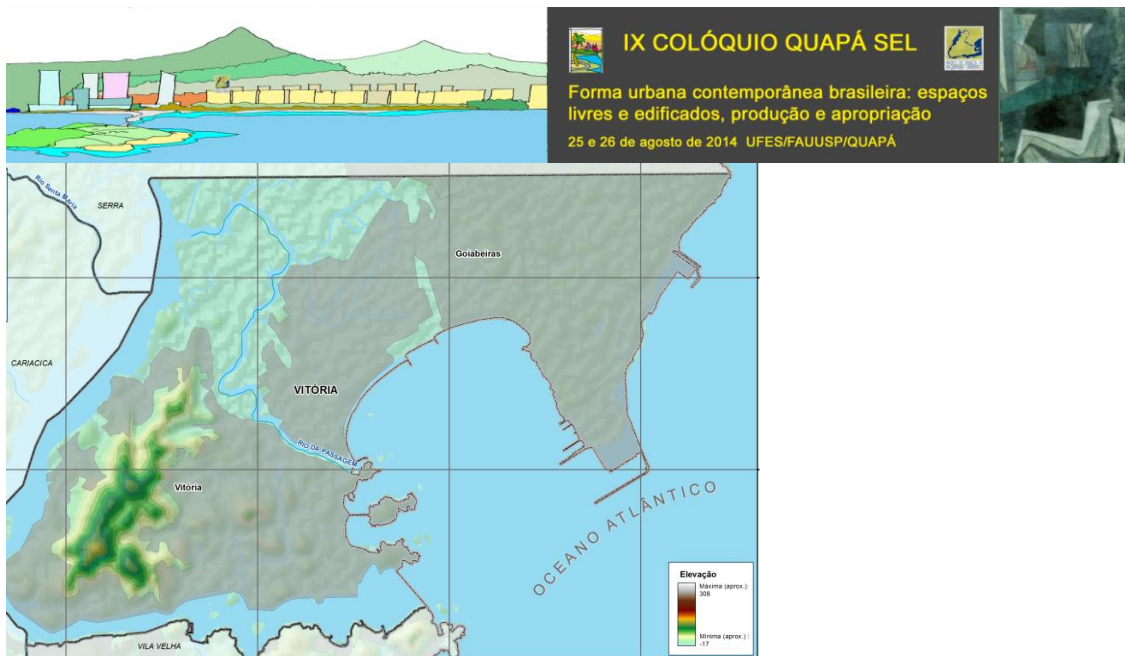 IX COLÓQUIO QUAPÁ SEL
Forma urbana contemporânea brasileira: espaços
livres e edificados, produção e apropriação
25 e 26 de agosto de 2014 UFES/FAUUSP/QUAPÁ
Rio Santa Maria
SERRA
Goiabeiras
CARIACICA
VITÓRIA
RIO DA PASSAGEM
Vitória
OCEANO ATLÂNTICO
Elevação
Máxima (aprox.):
308
Mínima (aprox.) :
-17
VILA VELHA